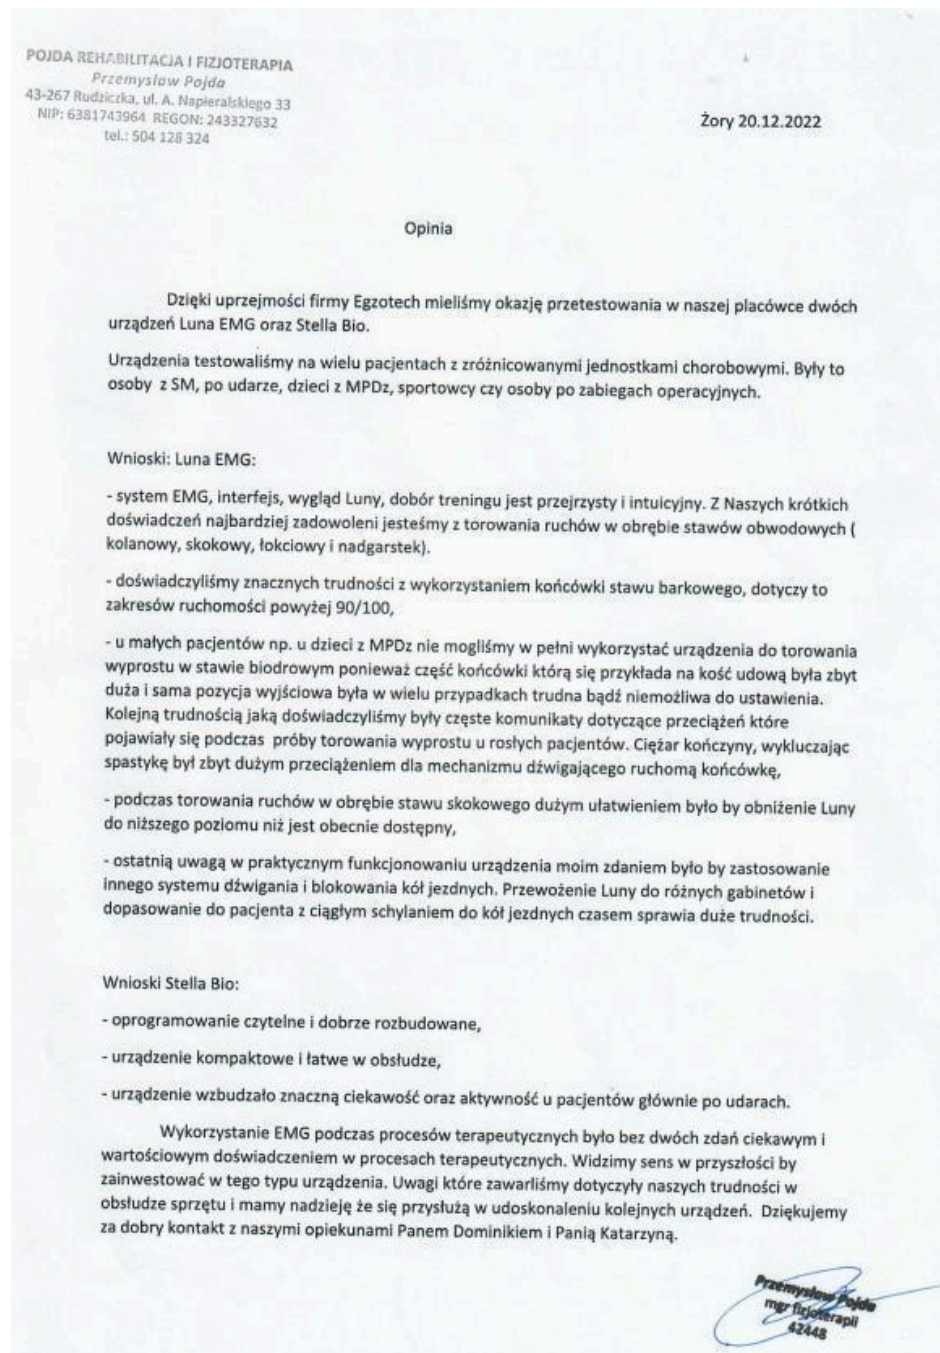 POJDA REHABILITACJA I FIZJOTERAPIA
Przemysław Pojda
43-267 Rudziczka, ul. A. Napieralskiego 33
NIP: 6381743964 REGON: 243327632
tel.: 504 128 324
Żory 20.12.2022
Opinia
Dzięki uprzejmości firmy Egzotech mieliśmy okazję przetestowania w naszej placówce dwóch
urządzeń Luna EMG oraz Stella Bio.
Urządzenia testowaliśmy na wielu pacjentach z zróżnicowanymi jednostkami chorobowymi. Były to
osoby z SM, po udarze, dzieci z MPDz, sportowcy czy osoby po zabiegach operacyjnych.
Wnioski: Luna EMG:
- system EMG, interfejs, wygląd Luny, dobór treningu jest przejrzysty i intuicyjny. Z Naszych krótkich
doświadczeń najbardziej zadowoleni jesteśmy z torowania ruchów w obrębie stawów obwodowych (
kolanowy, skokowy, łokciowy i nadgarstek).
- doświadczyliśmy znacznych trudności z wykorzystaniem końcówki stawu barkowego, dotyczy to
zakresów ruchomości powyżej 90/100,
- u małych pacjentów np. u dzieci z MPDz nie mogliśmy w pełni wykorzystać urządzenia do torowania
wyprostu w stawie biodrowym ponieważ część końcówki którą się przykłada na kość udową była zbyt
duża i sama pozycja wyjściowa była w wielu przypadkach trudna bądź niemożliwa do ustawienia.
Kolejną trudnością jaką doświadczyliśmy były częste komunikaty dotyczące przeciążeń które
pojawiały się podczas próby torowania wyprostu u rosłych pacjentów. Ciężar kończyny, wykluczając
spastykę był zbyt dużym przeciążeniem dla mechanizmu dźwigającego ruchomą końcówkę,
- podczas torowania ruchów w obrębie stawu skokowego dużym ułatwieniem było by obniżenie Luny
do niższego poziomu niż jest obecnie dostępny,
- ostatnią uwagą w praktycznym funkcjonowaniu urządzenia moim zdaniem było by zastosowanie
innego systemu dźwigania i blokowania kół jezdnych. Przewożenie Luny do różnych gabinetów i
dopasowanie do pacjenta z ciągłym schylaniem do kół jezdnych czasem sprawia duże trudności.
Wnioski Stella Bio:
- oprogramowanie czytelne i dobrze rozbudowane,
- urządzenie kompaktowe i łatwe w obsłudze,
- urządzenie wzbudzało znaczną ciekawość oraz aktywność u pacjentów głównie po udarach.
Wykorzystanie EMG podczas procesów terapeutycznych było bez dwóch zdań ciekawym i
wartościowym doświadczeniem w procesach terapeutycznych. Widzimy sens w przyszłości by
zainwestować w tego typu urządzenia. Uwagi które zawarliśmy dotyczyły naszych trudności w
obsłudze sprzętu i mamy nadzieję że się przysłużą w udoskonaleniu kolejnych urządzeń. Dziękujemy
za dobry kontakt z naszymi opiekunami Panem Dominikiem i Panią Katarzyną.
Przemysław Pojda
mgr fizjoterapii
42448